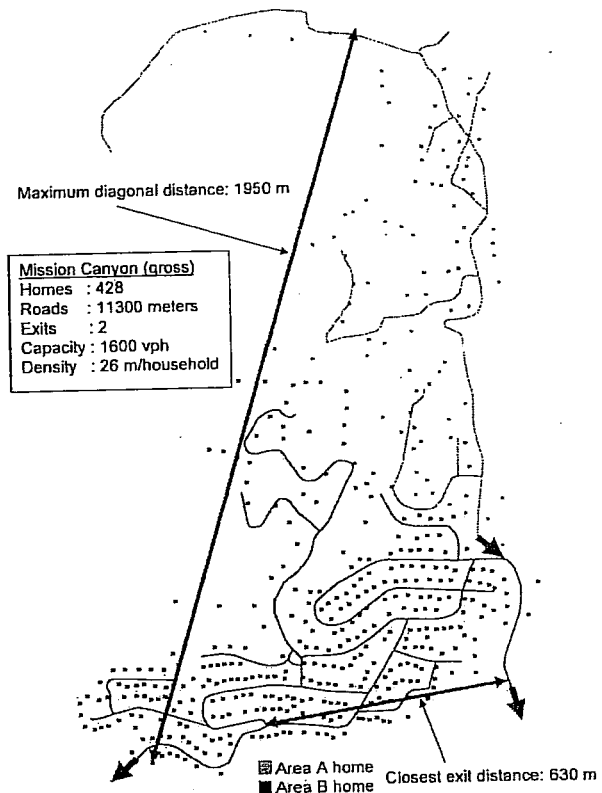 Maximum diagonal distance: 1950 m
Mission Canyon (gross)
Homes : 428
Roads : 11300 meters
Exits : 2
Capacity : 1600 vph
Density : 26 m/household
Area A home
Area B home
Closest exit distance: 630 m